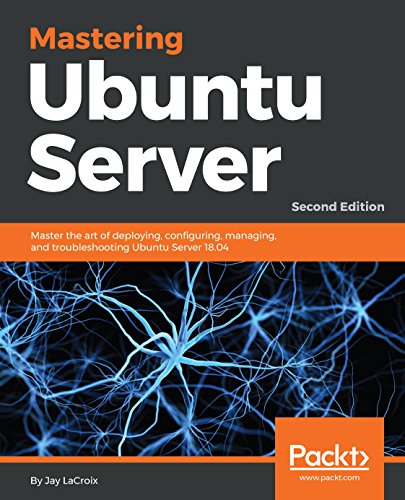 Mastering
Ubuntu
Server
Second Edition
Master the art of deploying, configuring, managing,
and troubleshooting Ubuntu Server 18.04
By Jay LaCroix
Packt>
www.packt.com